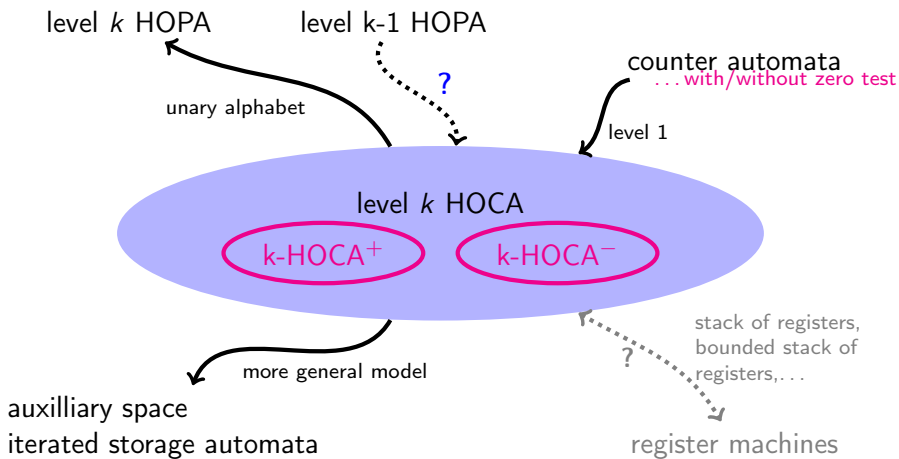 level k HOPA
level k-1 HOPA
counter automata
...with/without zero test
?
unary alphabet
level 1
level k HOCA
k-HOCA⁺
k-HOCA⁻
stack of registers,
bounded stack of
registers,...
?
more general model
auxilliary space
iterated storage automata
register machines